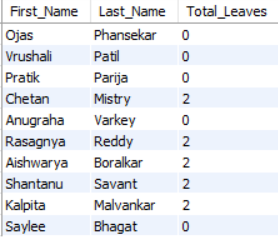 First_Name Last_Name Total_Leaves
Ojas Phansekar 0
Vrushali Patil 0
Pratik Parija 0
Chetan Mistry 2
Anugraha Varkey 0
Rasagnya Reddy 2
Aishwarya Boralkar 2
Shantanu Savant 2
Kalpita Malvankar 2
Saylee Bhagat 0